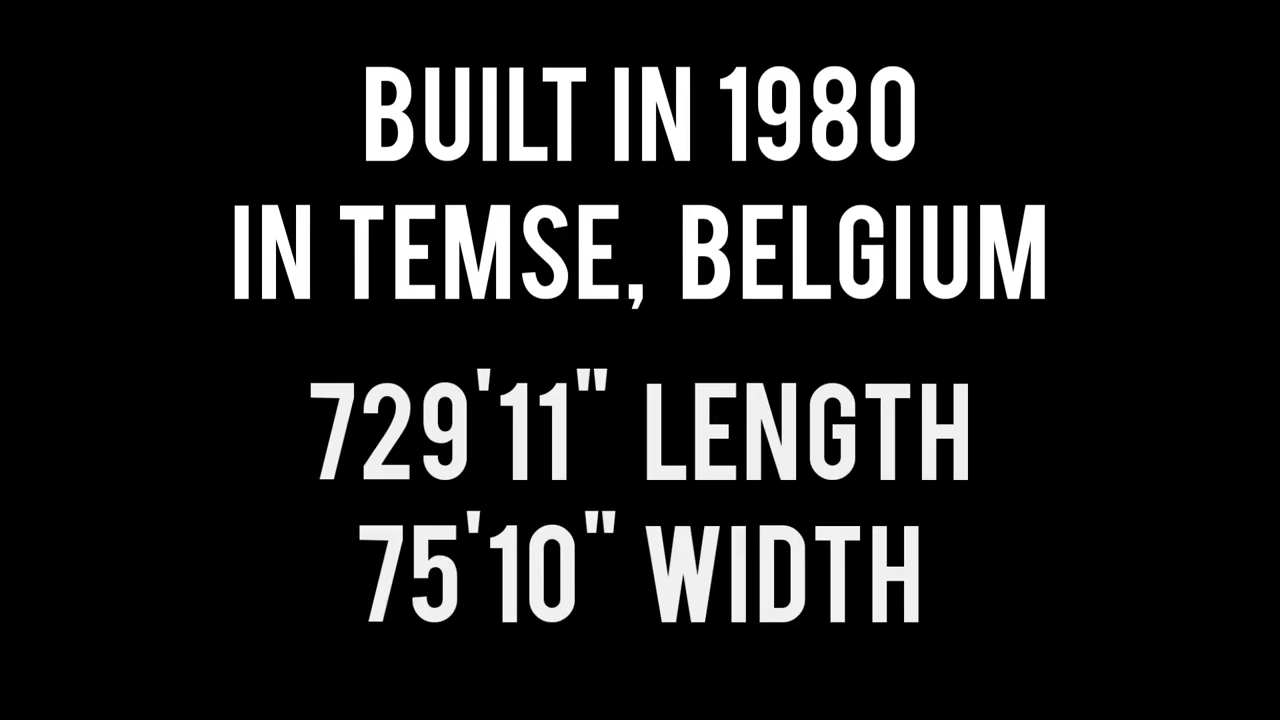 BUILT IN 1980
IN TEMSE, BELGIUM
729'11" LENGTH
75'10" WIDTH